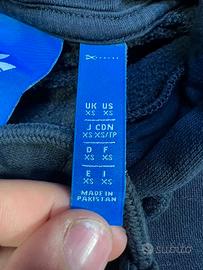 UK US
XS XS
J CDN
XS XS/TP
D F
XS XS
E I
XS XS
MADE IN
PAKISTAN
subito